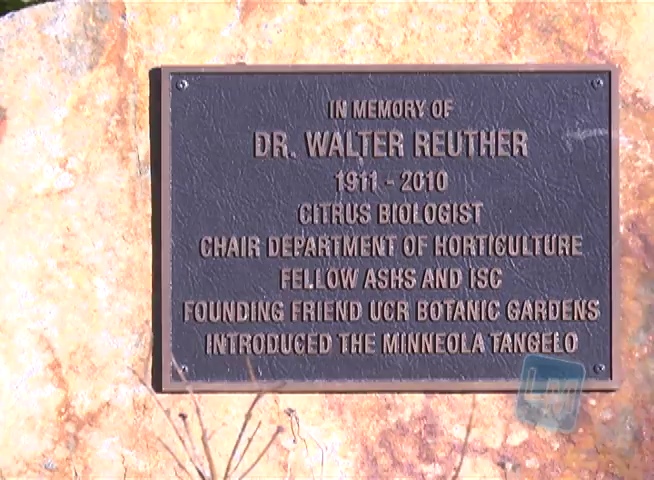 IN MEMORY OF
DR. WALTER REUTHER
1911 - 2010
CITRUS BIOLOGIST
CHAIR DEPARTMENT OF HORTICULTURE
FELLOW ASHS AND ISC
FOUNDING FRIEND UCR BOTANIC GARDENS
INTRODUCED THE MINNEOLA TANGELO